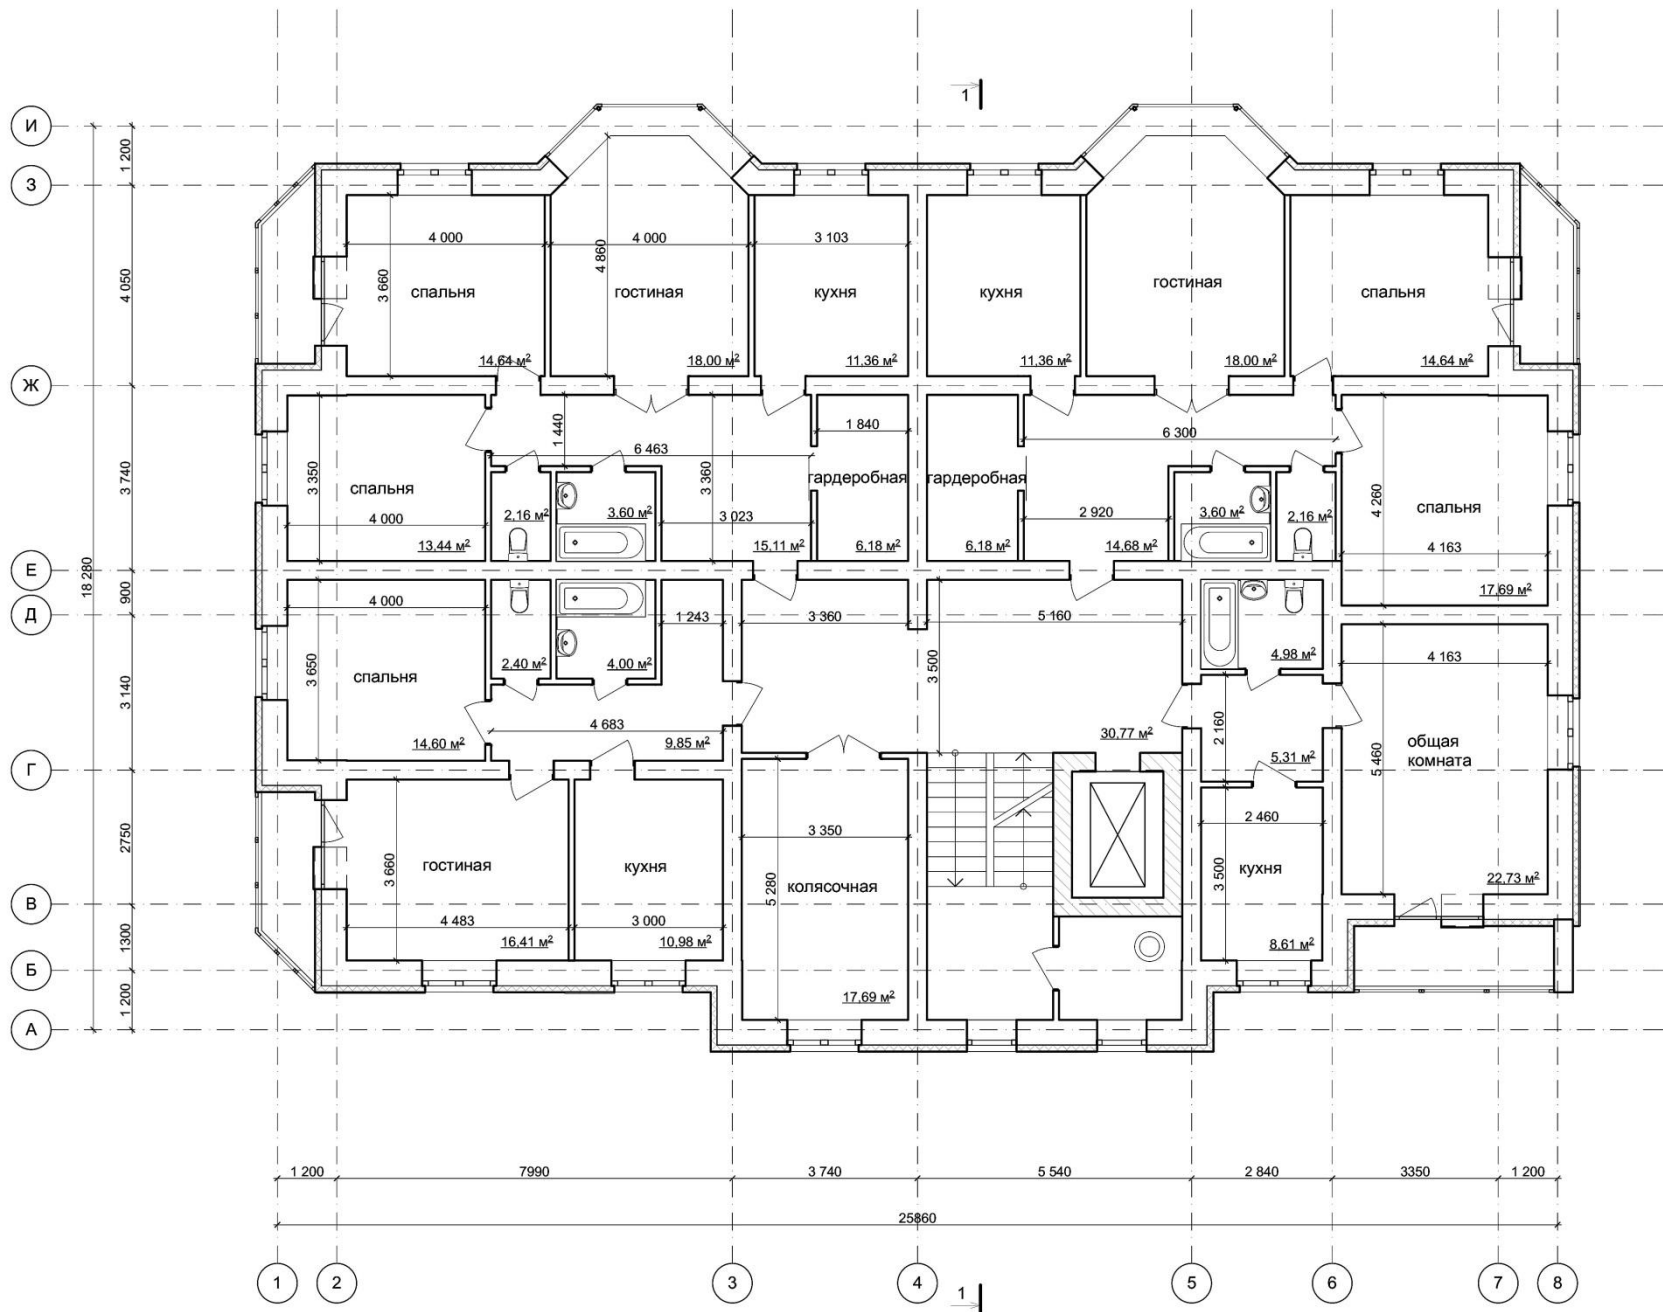 1
И
1 200
З
4 050
4 000
3 660
спальня
14,64 м²
4 860
4 000
гостиная
18,00 м²
3 103
кухня
11,36 м²
кухня
11,36 м²
гостиная
18,00 м²
спальня
14,64 м²
Ж
3 740
18 280
3 350
спальня
4 000
13,44 м²
1 440
6 463
2,16 м²
3,60 м²
3 360
3 023
15,11 м²
1 840
гардеробная
6,18 м²
гардеробная
6,18 м²
6 300
2 920
14,68 м²
3,60 м²
2,16 м²
4 260
спальня
4 163
17,69 м²
Е
900
Д
3 140
4 000
3 650
спальня
14,60 м²
2,40 м²
4,00 м²
1 243
4 683
9,85 м²
3 360
3 500
5 160
30,77 м²
4,98 м²
2 160
5,31 м²
4 163
5 460
общая
комната
22,73 м²
Г
2750
3 660
гостиная
4 483
16,41 м²
кухня
3 000
10,98 м²
3 350
5 280
колясочная
17,69 м²
2 460
3 500
кухня
8,61 м²
В
1300
Б
1 200
А
1 200
7990
3 740
5 540
2 840
3350
1 200
25860
1
2
3
4
1
5
6
7
8